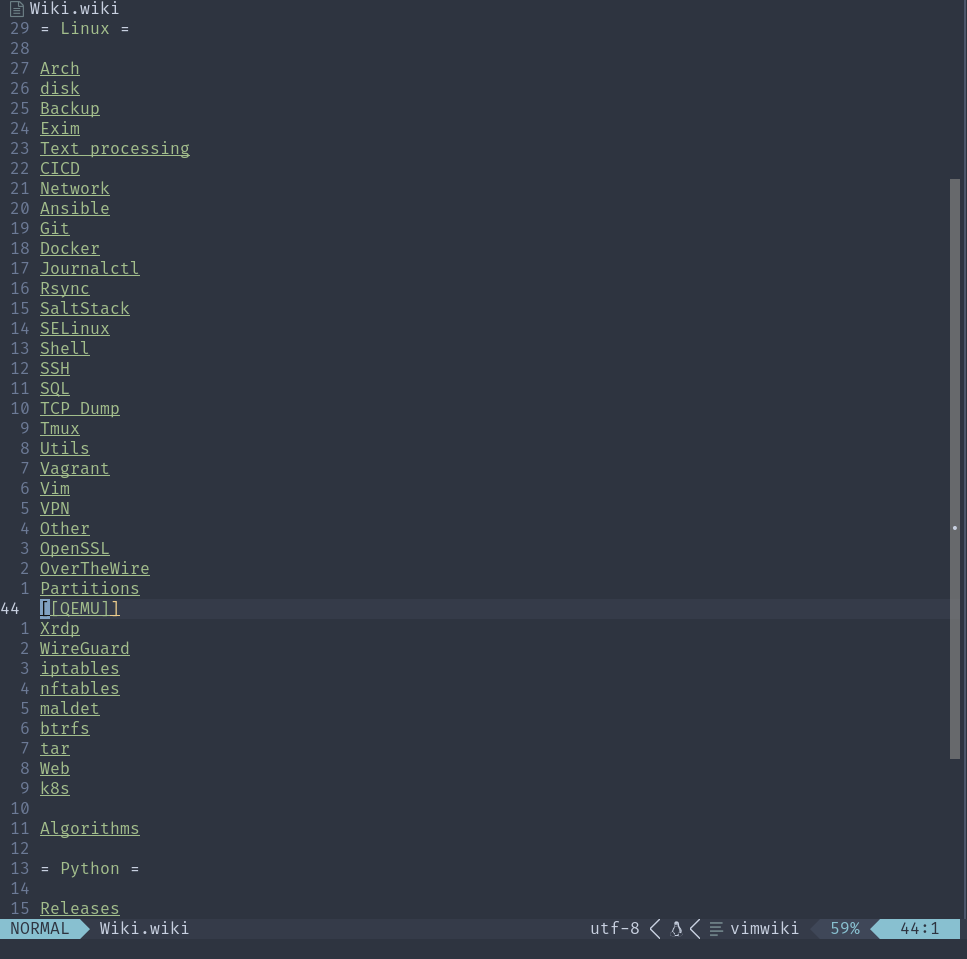 Wiki.wiki
29 = Linux =
28
27 Arch
26 disk
25 Backup
24 Exim
23 Text processing
22 CICD
21 Network
20 Ansible
19 Git
18 Docker
17 Journalctl
16 Rsync
15 SaltStack
14 SELinux
13 Shell
12 SSH
11 SQL
10 TCP Dump
9 Tmux
8 Utils
7 Vagrant
6 Vim
5 VPN
4 Other
3 OpenSSL
2 OverTheWire
1 Partitions
44 [[QEMU]]
1 Xrdp
2 WireGuard
3 iptables
4 nftables
5 maldet
6 btrfs
7 tar
8 Web
9 k8s
10
11 Algorithms
12
13 = Python =
14
15 Releases
NORMAL Wiki.wiki utf-8 vimwiki 59% 44:1